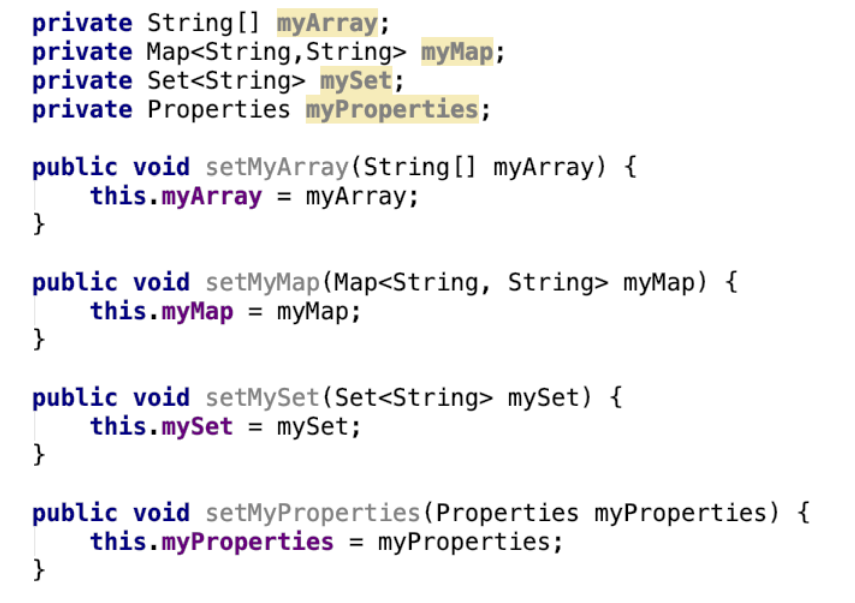 private String[] myArray;
private Map<String,String> myMap;
private Set<String> mySet;
private Properties myProperties;
public void setMyArray(String[] myArray) {
this.myArray = myArray;
}
public void setMyMap(Map<String, String> myMap) {
this.myMap = myMap;
}
public void setMySet(Set<String> mySet) {
this.mySet = mySet;
}
public void setMyProperties(Properties myProperties) {
this.myProperties = myProperties;
}